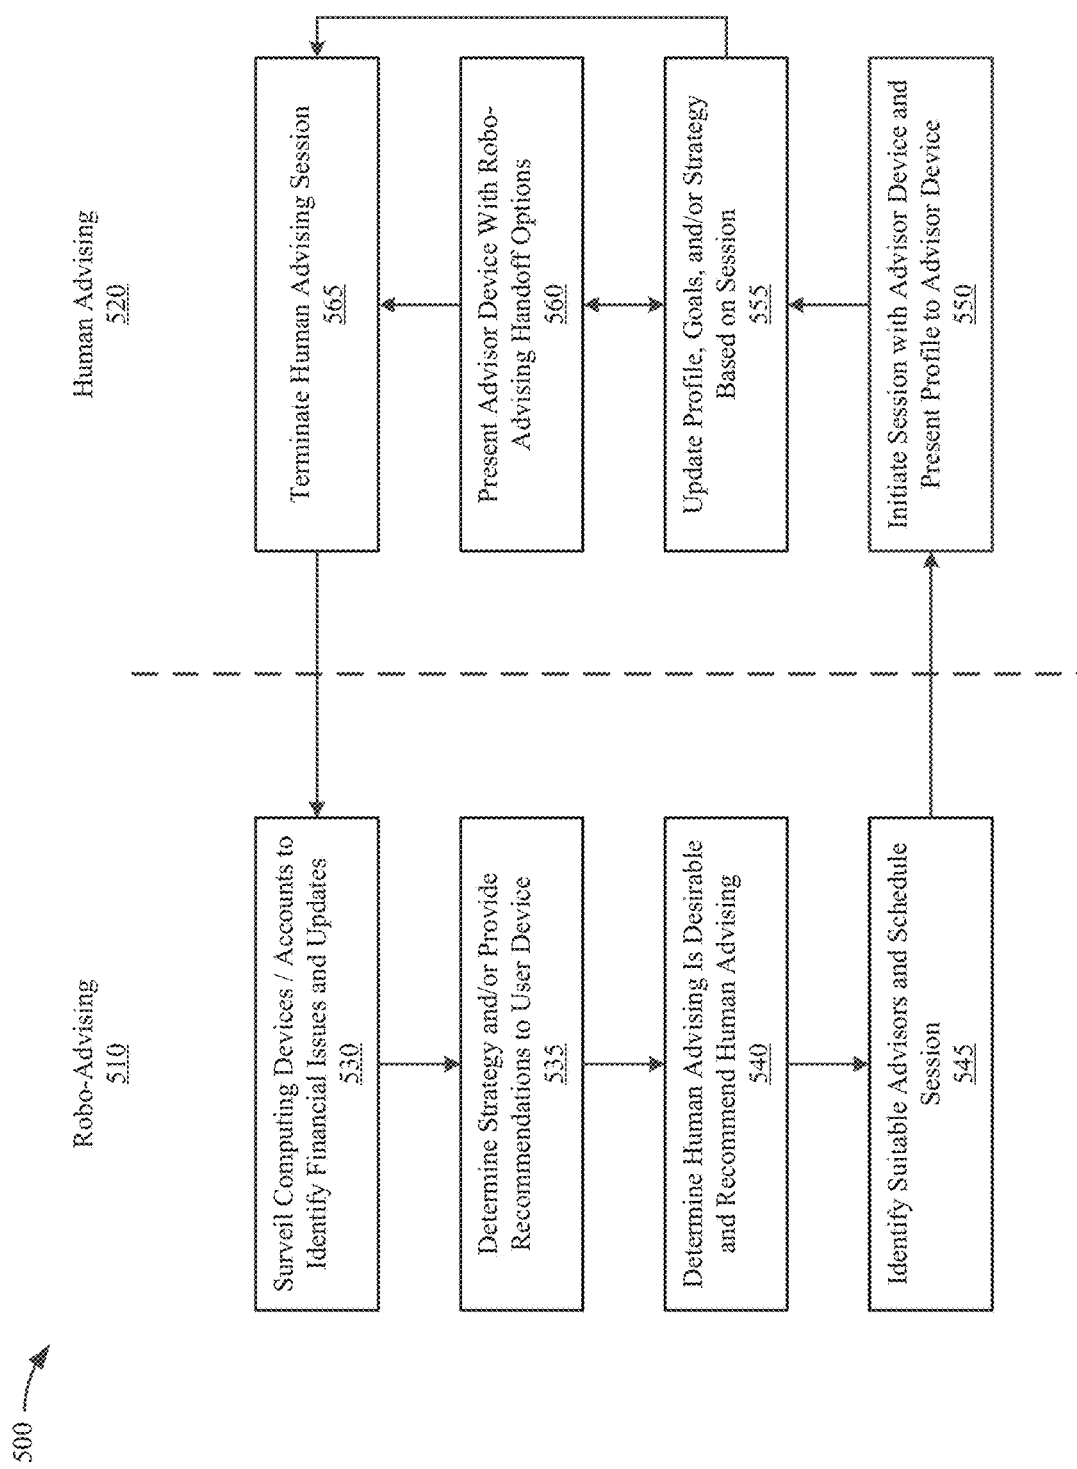 500
Robo-Advising
510
Human Advising
520
Surveil Computing Devices / Accounts to
Identify Financial Issues and Updates
530
Determine Strategy and/or Provide
Recommendations to User Device
535
Determine Human Advising Is Desirable
and Recommend Human Advising
540
Identify Suitable Advisors and Schedule
Session
545
Terminate Human Advising Session
565
Present Advisor Device With Robo-
Advising Handoff Options
560
Update Profile, Goals, and/or Strategy
Based on Session
555
Initiate Session with Advisor Device and
Present Profile to Advisor Device
550